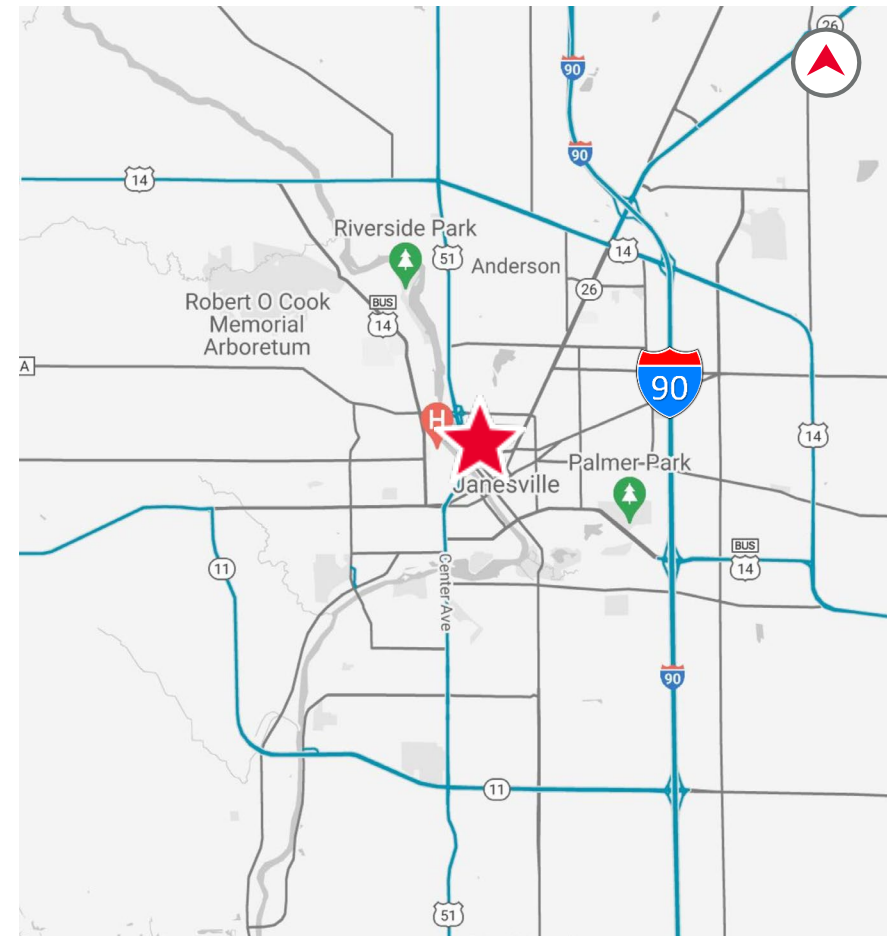 26
90
90
14
Riverside Park
51
14
Anderson
26
Robert O Cook
Memorial
Arboretum
BUS
14
A
90
H
14
Palmer Park
Janesville
BUS
14
11
Center Ave
90
11
51